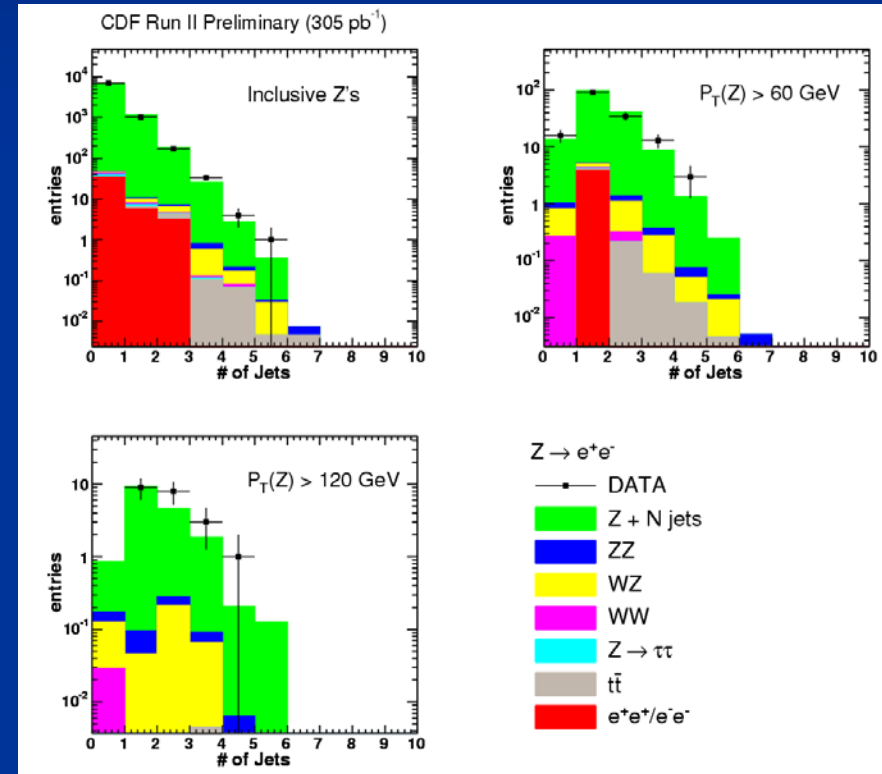 CDF Run II Preliminary (305 pb⁻¹)
Inclusive Z's
entries
10⁴
10³
10²
10
1
10⁻¹
10⁻²
0 1 2 3 4 5 6 7 8 9 10
# of Jets
P_T(Z) > 60 GeV
entries
10²
10
1
10⁻¹
10⁻²
0 1 2 3 4 5 6 7 8 9 10
# of Jets
P_T(Z) > 120 GeV
entries
10
1
10⁻¹
10⁻²
0 1 2 3 4 5 6 7 8 9 10
# of Jets
Z → e⁺e⁻
DATA
Z + N jets
ZZ
WZ
WW
Z → ττ
tt̄
e⁺e⁺/e⁻e⁻